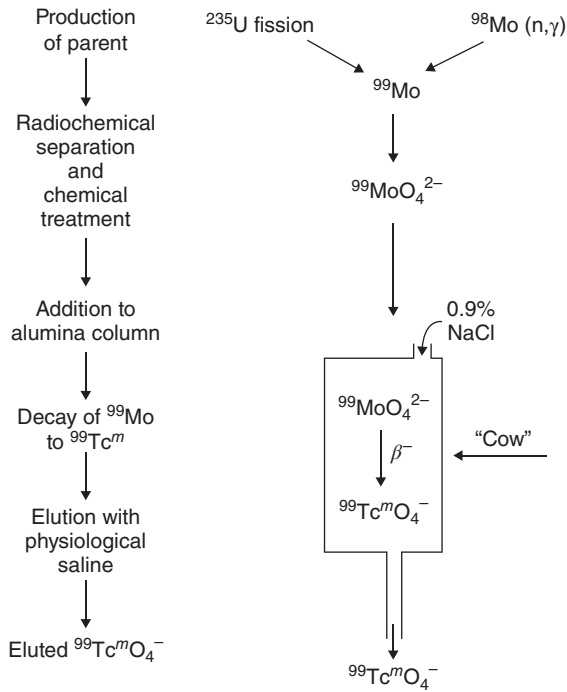 Production
of parent
Radiochemical
separation
and
chemical
treatment
Addition to
alumina column
Decay of ⁹⁹Mo
to ⁹⁹Tcᵐ
Elution with
physiological
saline
Eluted ⁹⁹TcᵐO₄⁻
²³⁵U fission
⁹⁸Mo (n,γ)
⁹⁹Mo
⁹⁹MoO₄²⁻
0.9%
NaCl
⁹⁹MoO₄²⁻
β⁻
⁹⁹TcᵐO₄⁻
"Cow"
⁹⁹TcᵐO₄⁻